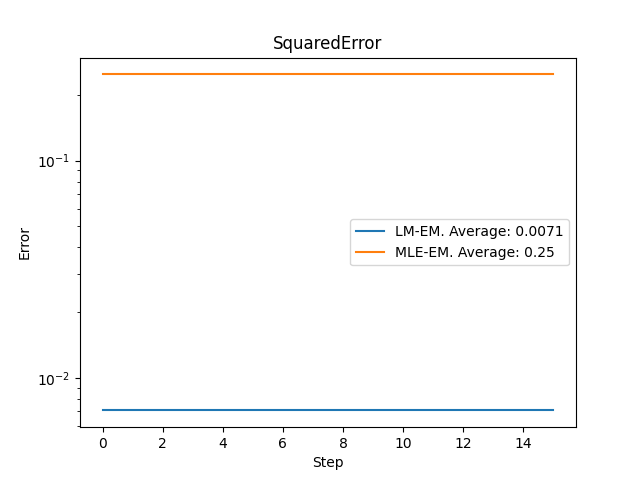 SquaredError
10⁻¹
10⁻²
Error
LM-EM. Average: 0.0071
MLE-EM. Average: 0.25
0 2 4 6 8 10 12 14
Step